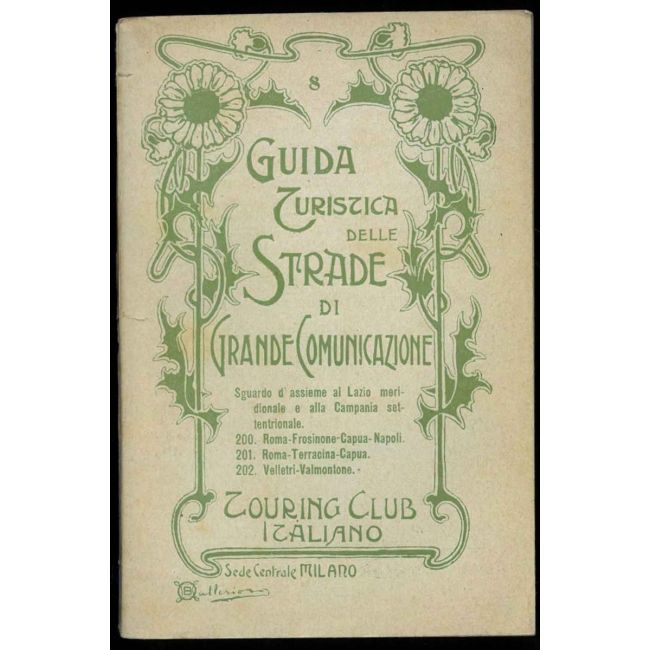 8
GUIDA
TURISTICA
DELLE
STRADE
DI
GRANDE COMUNICAZIONE
Sguardo d'assieme al Lazio meri-
dionale e alla Campania set-
tentrionale.
200. Roma-Frosinone-Capua-Napoli.
201. Roma-Terracina-Capua.
202. Velletri-Valmontone.
TOURING CLUB
ITALIANO
Sede Centrale MILANO